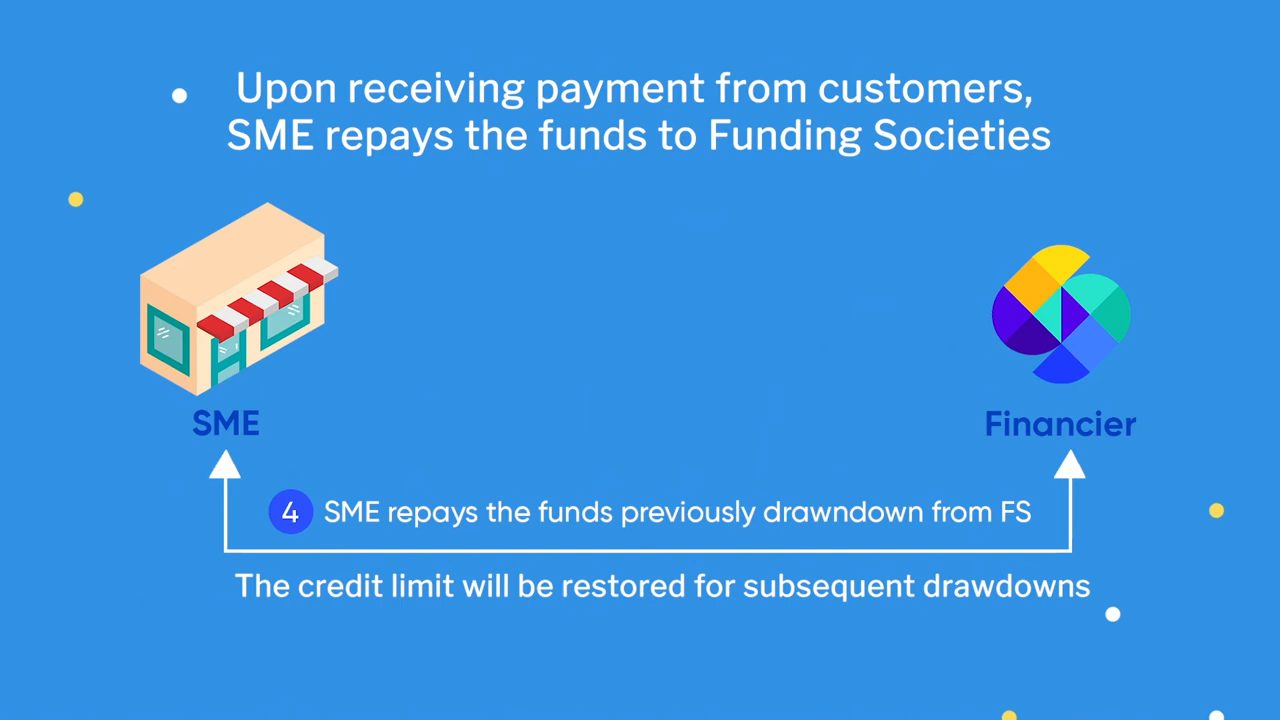 Upon receiving payment from customers,
SME repays the funds to Funding Societies
SME
Financier
4 SME repays the funds previously drawndown from FS
The credit limit will be restored for subsequent drawdowns